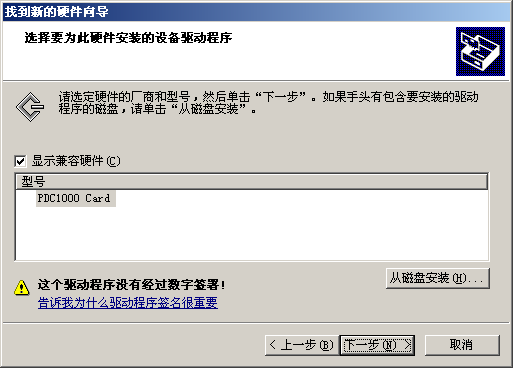 找到新的硬件向导
选择要为此硬件安装的设备驱动程序
请选定硬件的厂商和型号，然后单击“下一步”。如果手头有包含要安装的驱动
程序的磁盘，请单击“从磁盘安装”。
显示兼容硬件(C)
型号
PDC1000 Card
这个驱动程序没有经过数字签署!
告诉我为什么驱动程序签名很重要
从磁盘安装(H)...
< 上一步(B)
下一步(N) >
取消